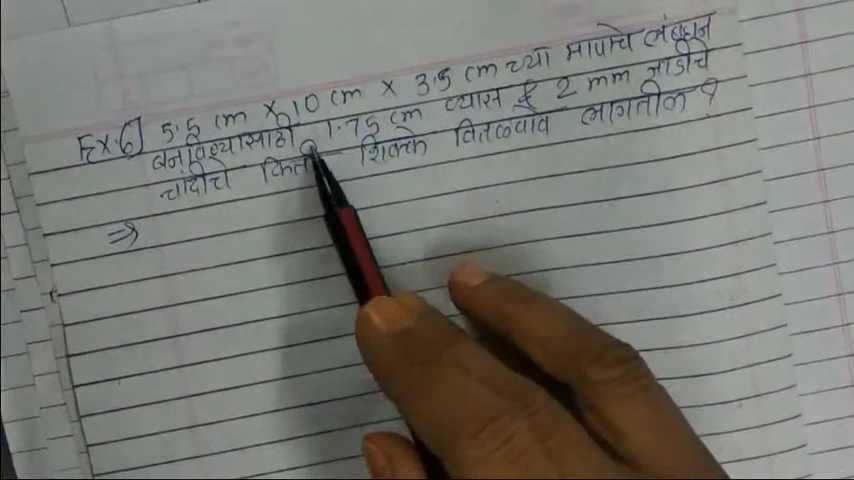 Ex.6] 5.5 cm x 10 cm x 3.5 cm च्या मापाचे लंबघन
बनविण्यासाठी 1.75 cm व्यास व 2 mm जाडीचे
चांदीचे किती शिक्के वितळवावे लागतील ?
⇒